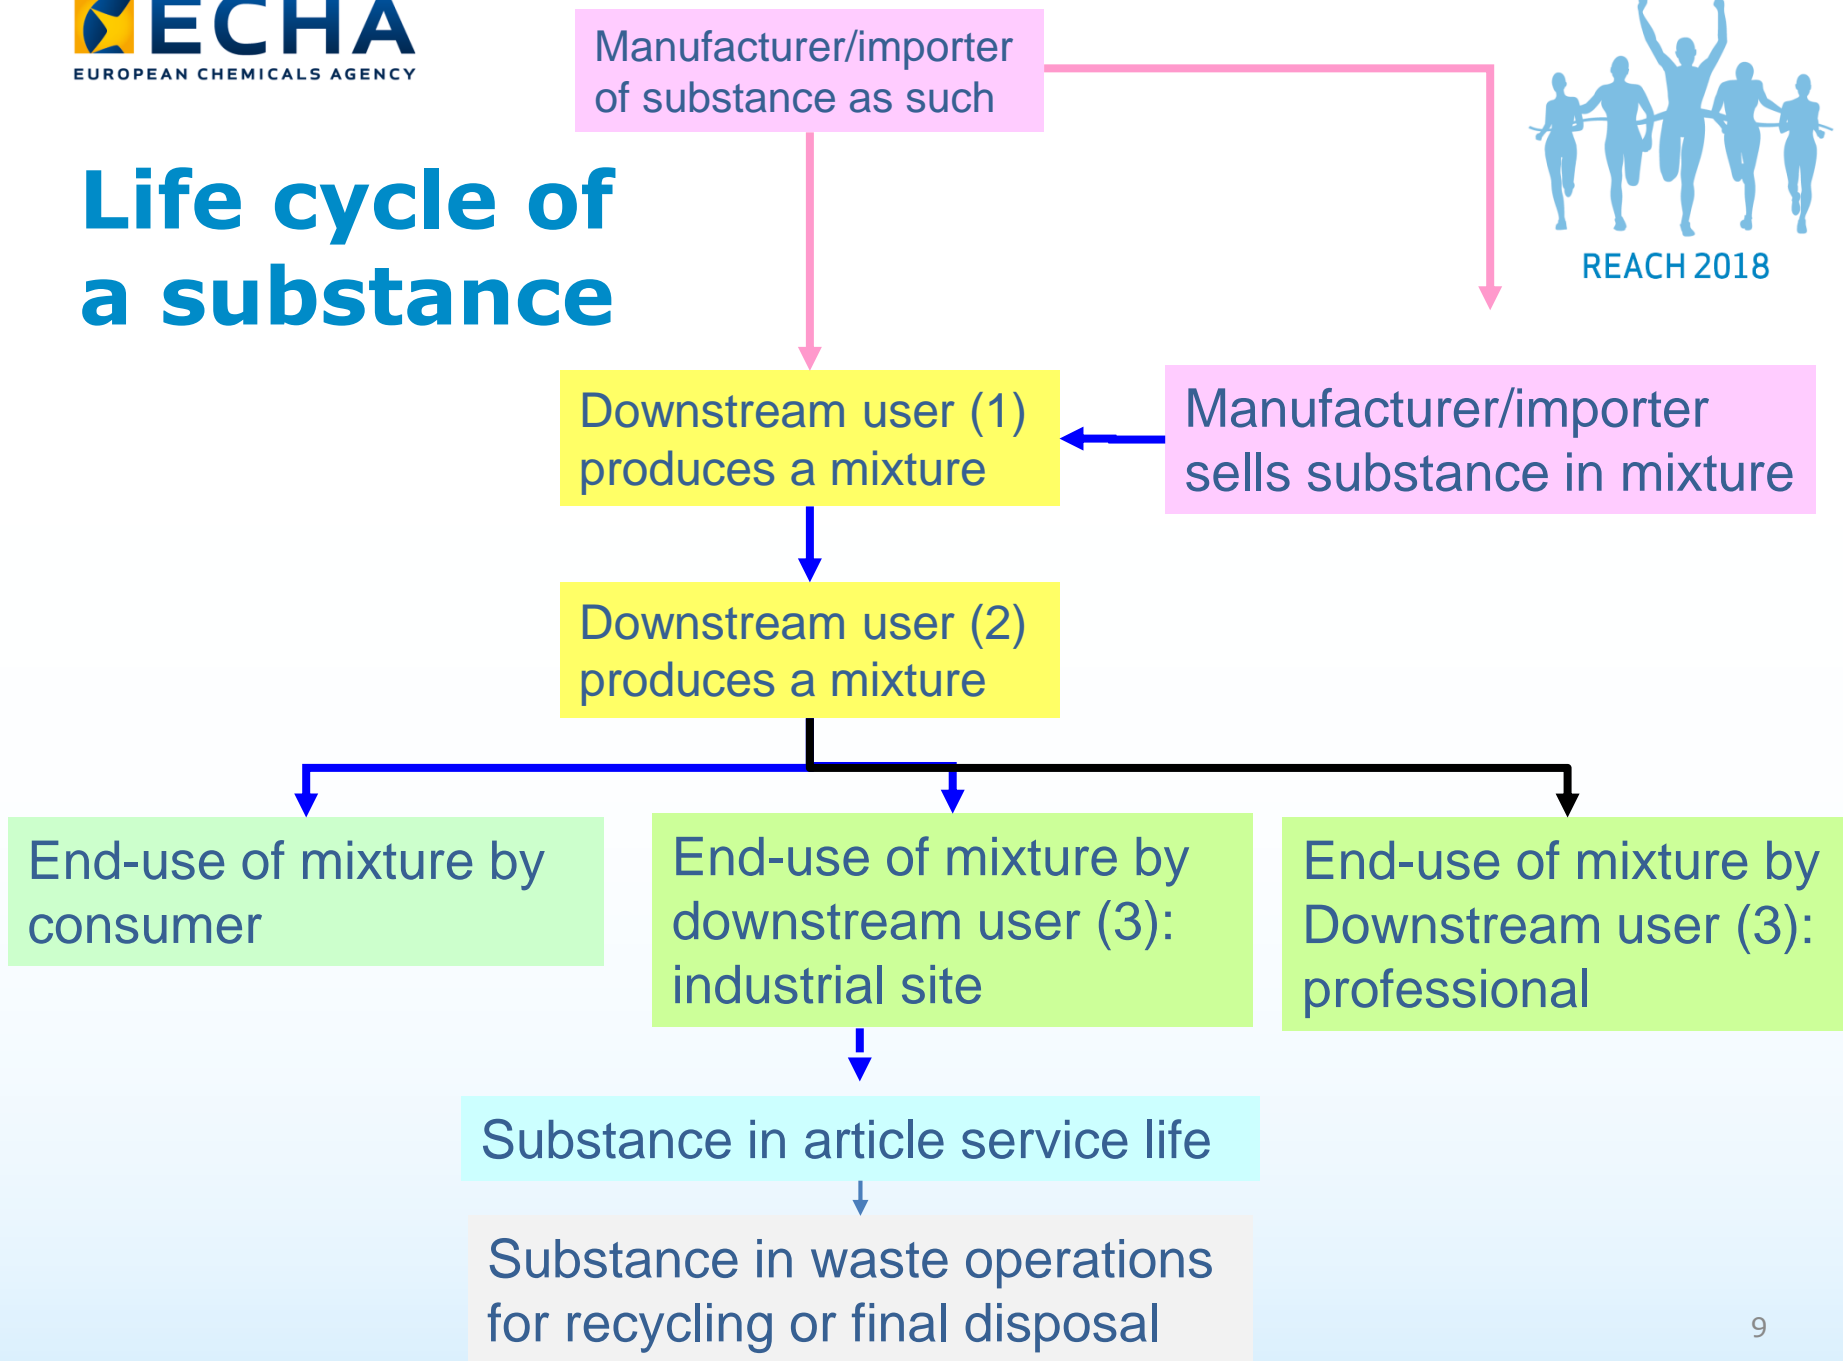 ECHA
EUROPEAN CHEMICALS AGENCY
Manufacturer/importer
of substance as such
Life cycle of
a substance
REACH 2018
Downstream user (1)
produces a mixture
Manufacturer/importer
sells substance in mixture
Downstream user (2)
produces a mixture
End-use of mixture by
consumer
End-use of mixture by
downstream user (3):
industrial site
End-use of mixture by
Downstream user (3):
professional
Substance in article service life
Substance in waste operations
for recycling or final disposal
9